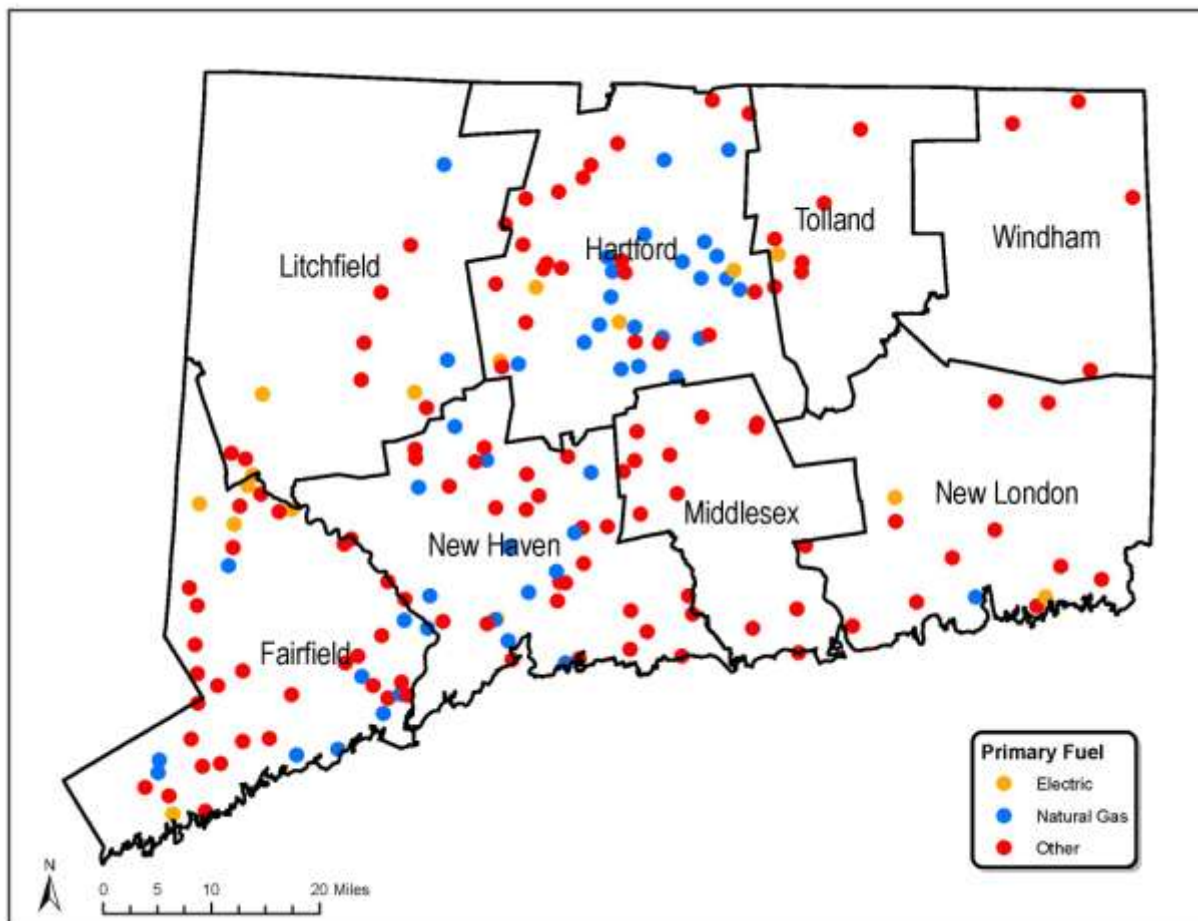 Tolland
Windham
Hartford
Litchfield
New London
Middlesex
New Haven
Fairfield
Primary Fuel
Electric
Natural Gas
Other
N
0 5 10 20 Miles